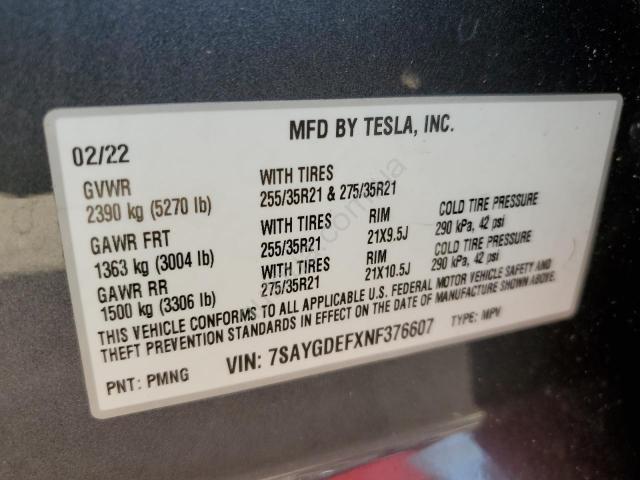 MFD BY TESLA, INC.
02/22
GVWR
2390 kg (5270 lb)
WITH TIRES
255/35R21 & 275/35R21
GAWR FRT
1363 kg (3004 lb)
WITH TIRES
255/35R21
RIM
21X9.5J
COLD TIRE PRESSURE
290 kPa, 42 psi
GAWR RR
1500 kg (3306 lb)
WITH TIRES
275/35R21
RIM
21X10.5J
COLD TIRE PRESSURE
290 kPa, 42 psi
THIS VEHICLE CONFORMS TO ALL APPLICABLE U.S. FEDERAL MOTOR VEHICLE SAFETY AND
THEFT PREVENTION STANDARDS IN EFFECT ON THE DATE OF MANUFACTURE SHOWN ABOVE.
PNT: PMNG
VIN: 7SAYGDEFXNF376607
TYPE: MPV